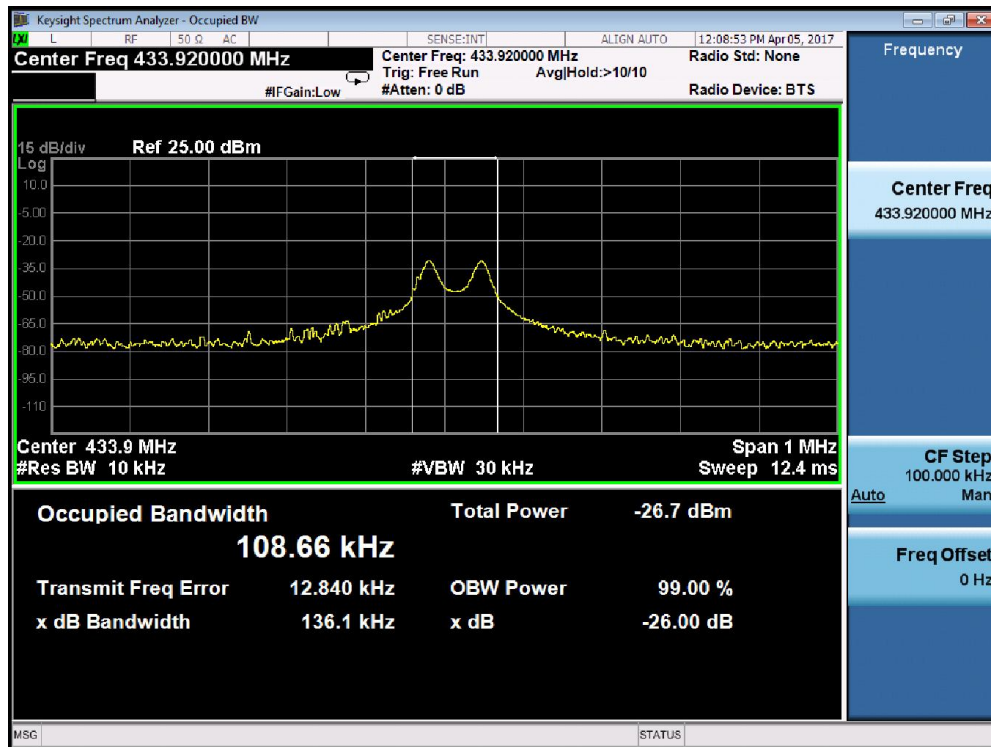 Keysight Spectrum Analyzer - Occupied BW
LXI L RF 50 Ω AC SENSE:INT ALIGN AUTO 12:08:53 PM Apr 05, 2017
Center Freq 433.920000 MHz
Center Freq: 433.920000 MHz Radio Std: None
Trig: Free Run Avg|Hold:>10/10
#IFGain:Low #Atten: 0 dB Radio Device: BTS
15 dB/div Ref 25.00 dBm
Log
10.0
-5.00
-20.0
-35.0
-50.0
-65.0
-80.0
-95.0
-110
Center 433.9 MHz Span 1 MHz
#Res BW 10 kHz #VBW 30 kHz Sweep 12.4 ms
Occupied Bandwidth Total Power -26.7 dBm
108.66 kHz
Transmit Freq Error 12.840 kHz OBW Power 99.00 %
x dB Bandwidth 136.1 kHz x dB -26.00 dB
MSG STATUS
Frequency
Center Freq
433.920000 MHz
CF Step
100.000 kHz
Auto Man
Freq Offset
0 Hz